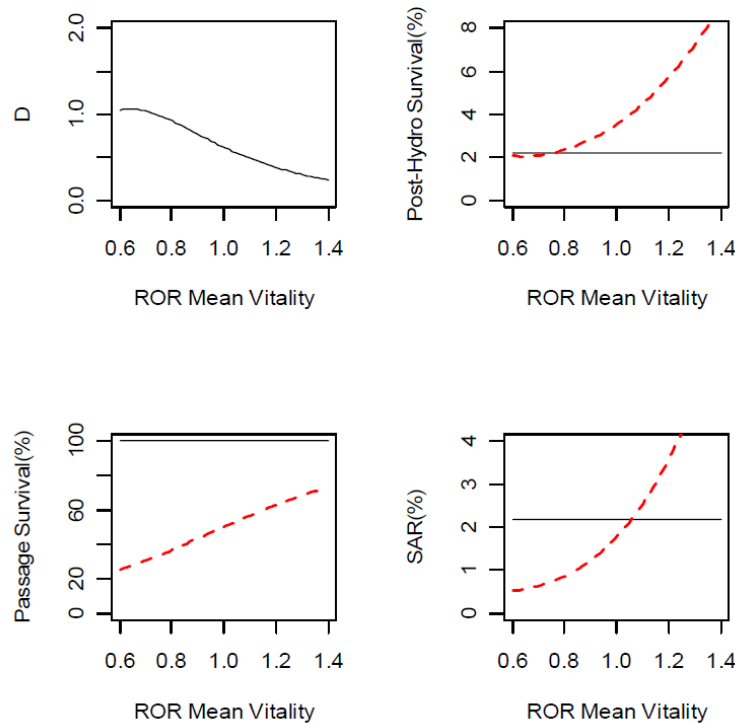 D
2.0
1.0
0.0
0.6 0.8 1.0 1.2 1.4
ROR Mean Vitality
Post-Hydro Survival(%)
8
6
4
2
0
0.6 0.8 1.0 1.2 1.4
ROR Mean Vitality
Passage Survival(%)
100
60
20
0
0.6 0.8 1.0 1.2 1.4
ROR Mean Vitality
SAR(%)
4
3
2
1
0
0.6 0.8 1.0 1.2 1.4
ROR Mean Vitality